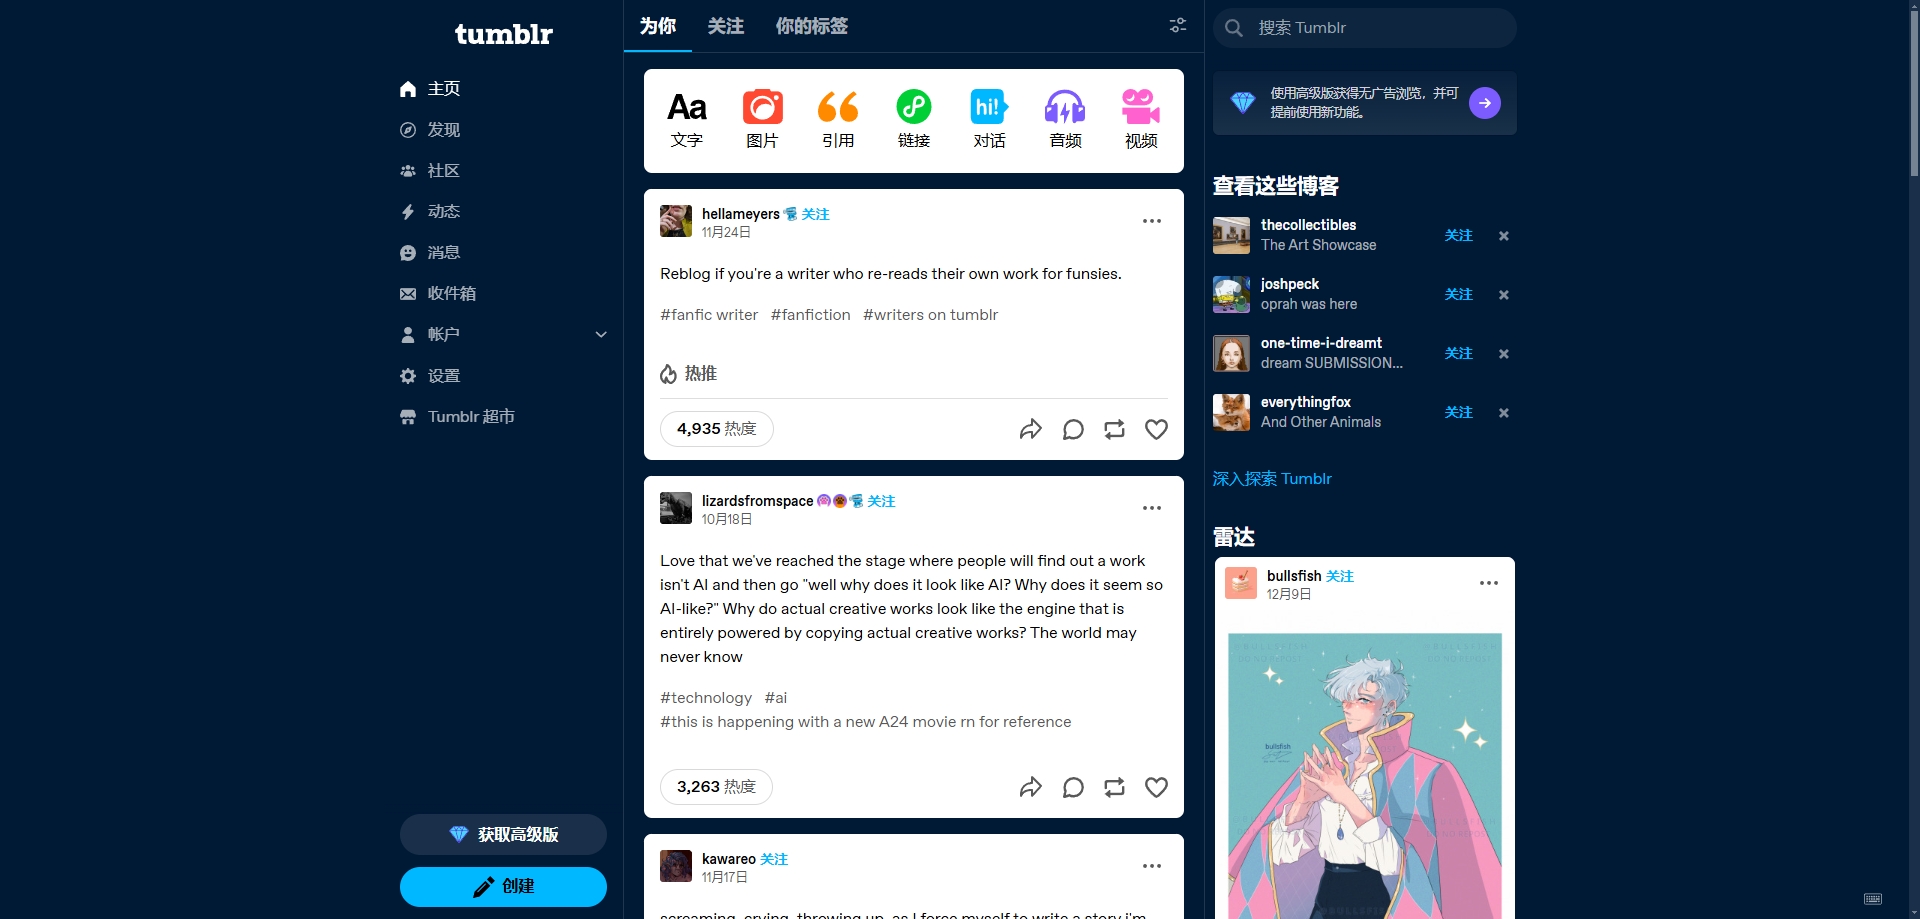 tumblr
主页
发现
社区
动态
消息
收件箱
帐户
设置
Tumblr 超市
获取高级版
创建
为你 关注 你的标签
Aa
文字
图片
引用
链接
hi!
对话
音频
视频
hellameyers 关注
11月24日
Reblog if you're a writer who re-reads their own work for funsies.
#fanfic writer #fanfiction #writers on tumblr
热推
4,935 热度
lizardsfromspace 关注
10月18日
Love that we've reached the stage where people will find out a work
isn't AI and then go "well why does it look like AI? Why does it seem so
AI-like?" Why do actual creative works look like the engine that is
entirely powered by copying actual creative works? The world may
never know
#technology #ai
#this is happening with a new A24 movie rn for reference
3,263 热度
kawareo 关注
11月17日
screaming, crying, throwing up, as I force myself to write a story i'm
搜索 Tumblr
使用高级版获得无广告浏览，并可
提前使用新功能。
查看这些博客
thecollectibles
The Art Showcase
关注
joshpeck
oprah was here
关注
one-time-i-dreamt
dream SUBMISSION...
关注
everythingfox
And Other Animals
关注
深入探索 Tumblr
雷达
bullsfish 关注
12月9日
@BULLSFISH
DO NO REPOST
bullsfish